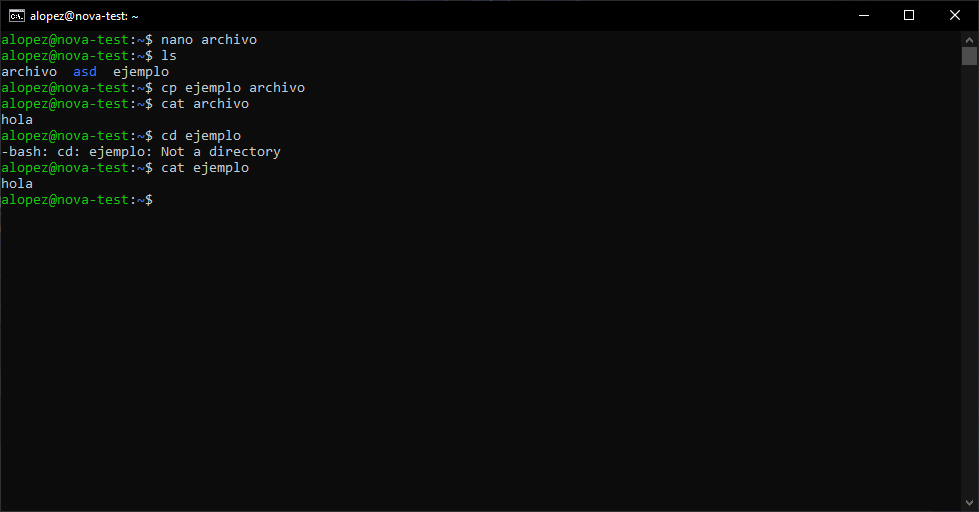 alopez@nova-test: ~
alopez@nova-test:~$ nano archivo
alopez@nova-test:~$ ls
archivo  asd  ejemplo
alopez@nova-test:~$ cp ejemplo archivo
alopez@nova-test:~$ cat archivo
hola
alopez@nova-test:~$ cd ejemplo
-bash: cd: ejemplo: Not a directory
alopez@nova-test:~$ cat ejemplo
hola
alopez@nova-test:~$